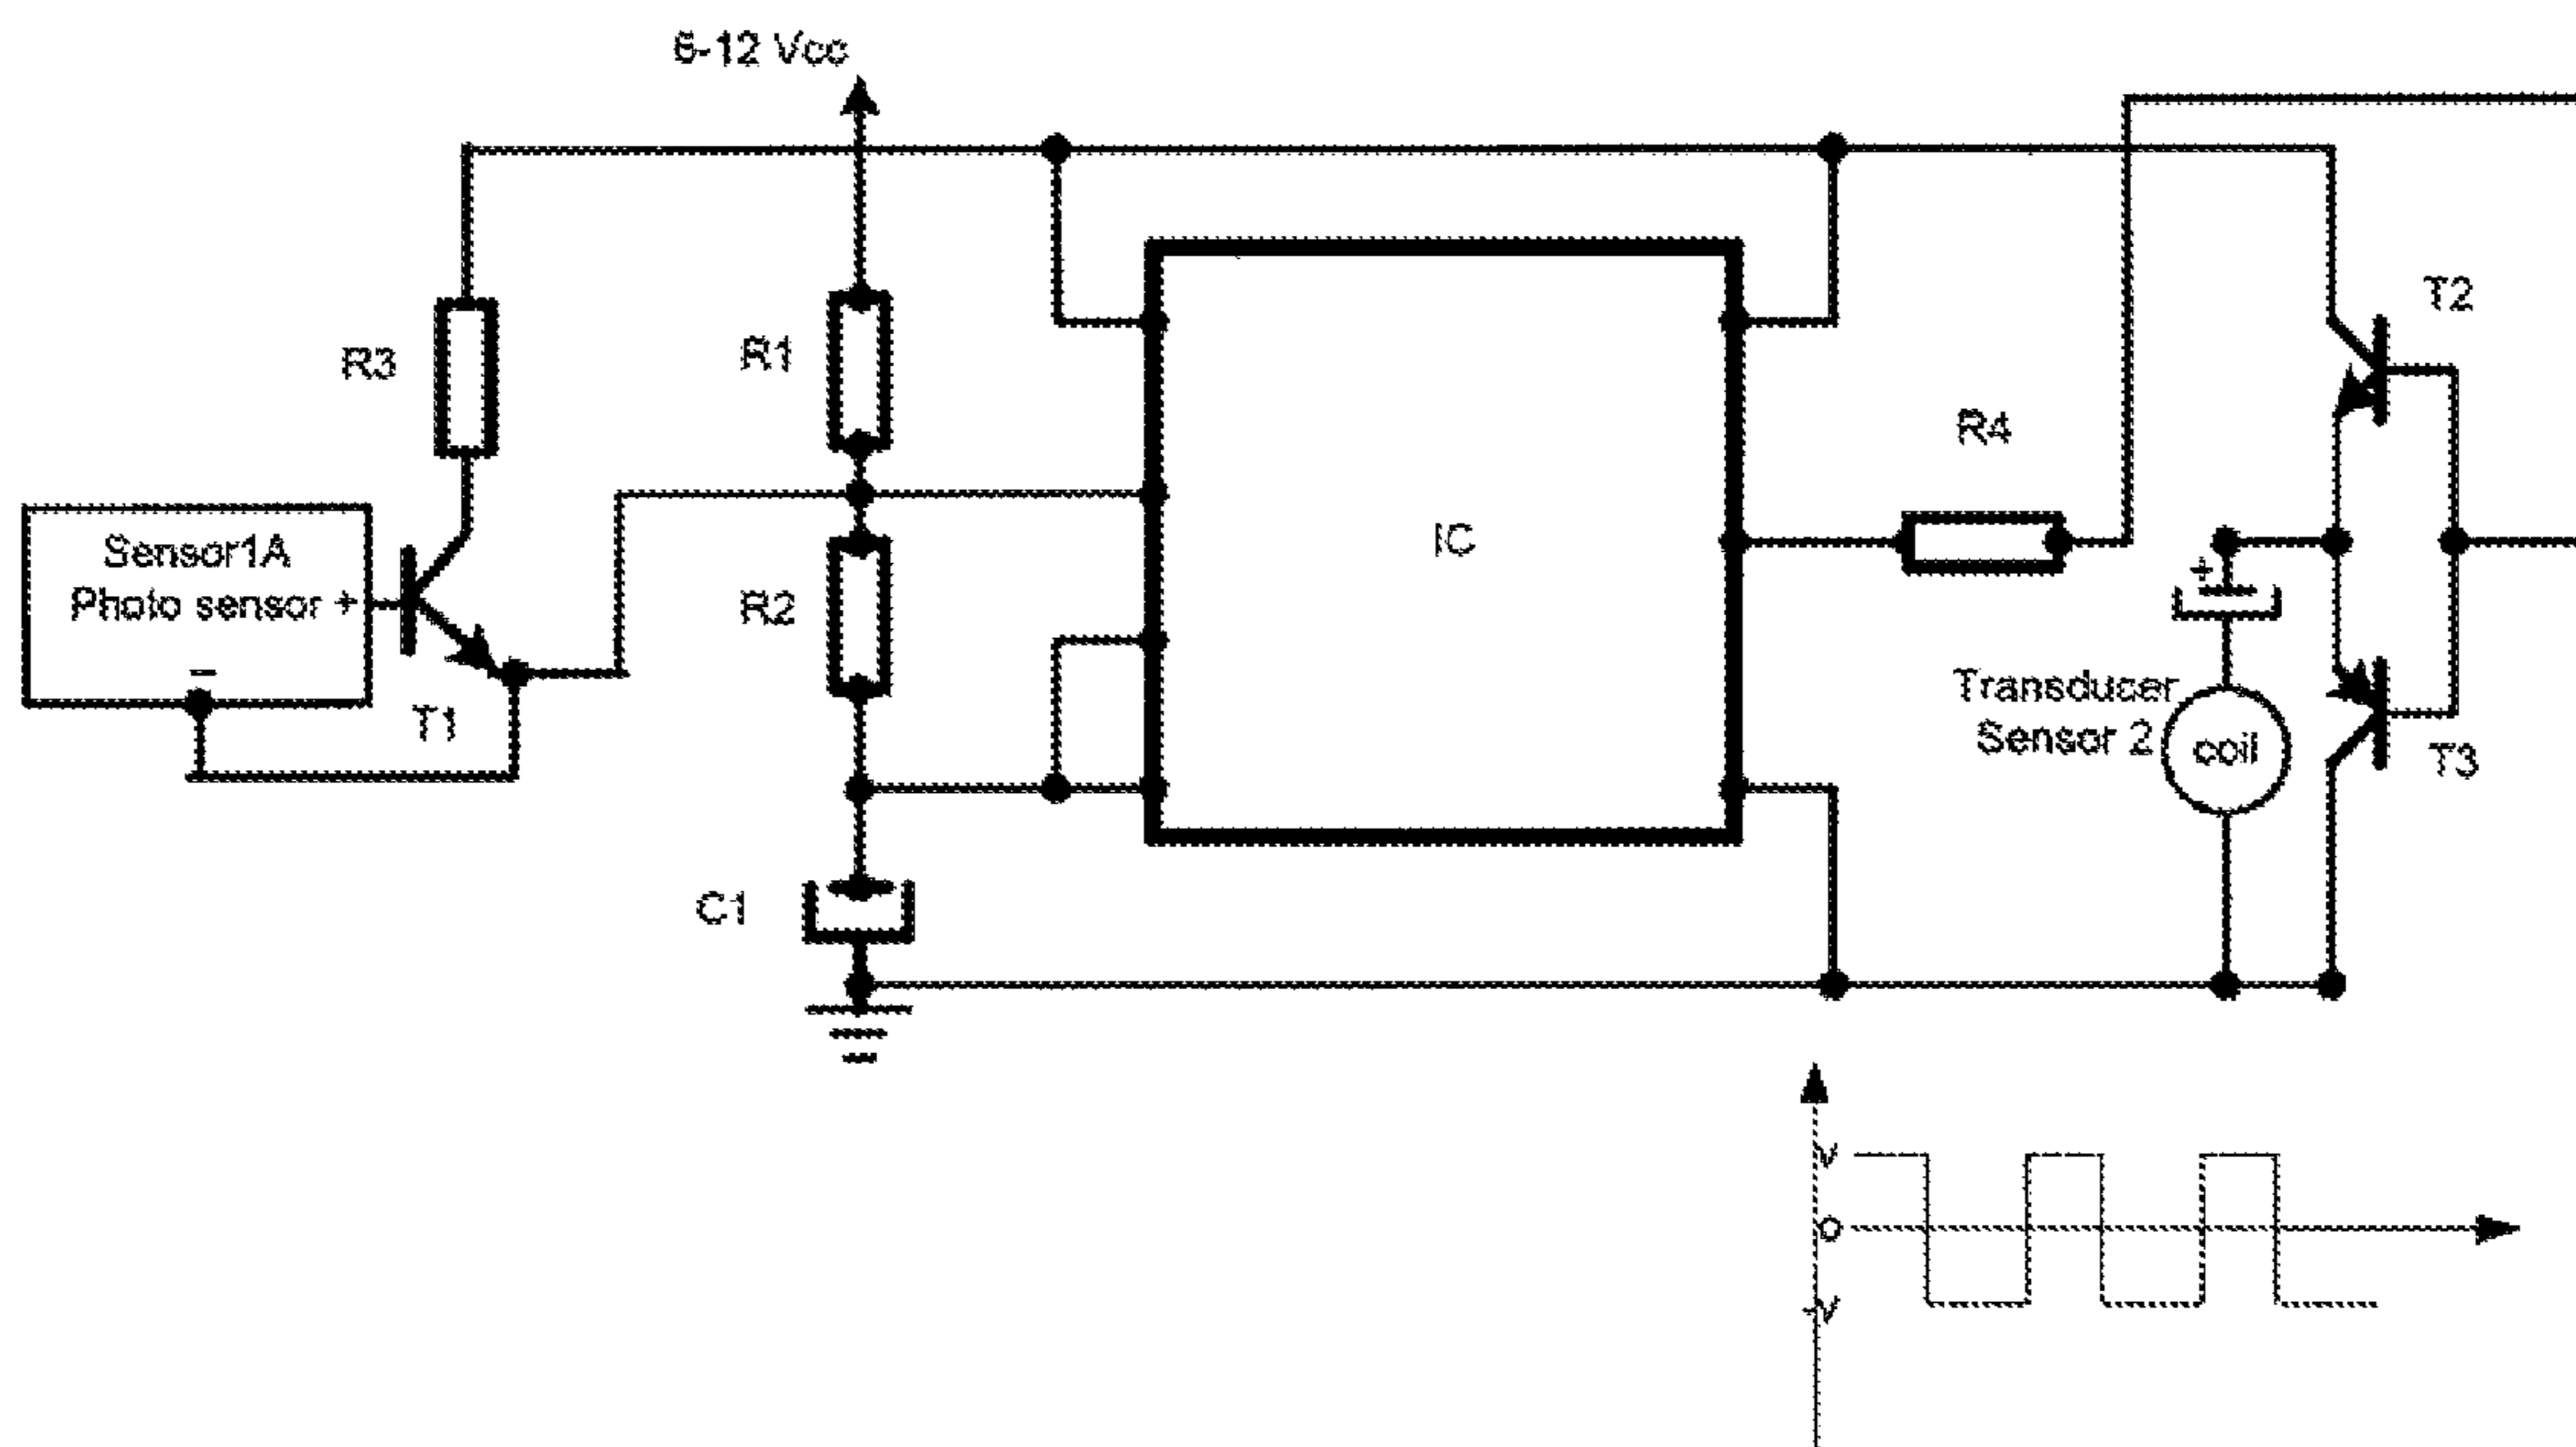 6-12 Vcc
R3
R1
T2
R4
Sensor1A
Photo sensor +
–
IC
+
R2
Transducer
Sensor 2
coil
T1
T3
C1
V
O
-V